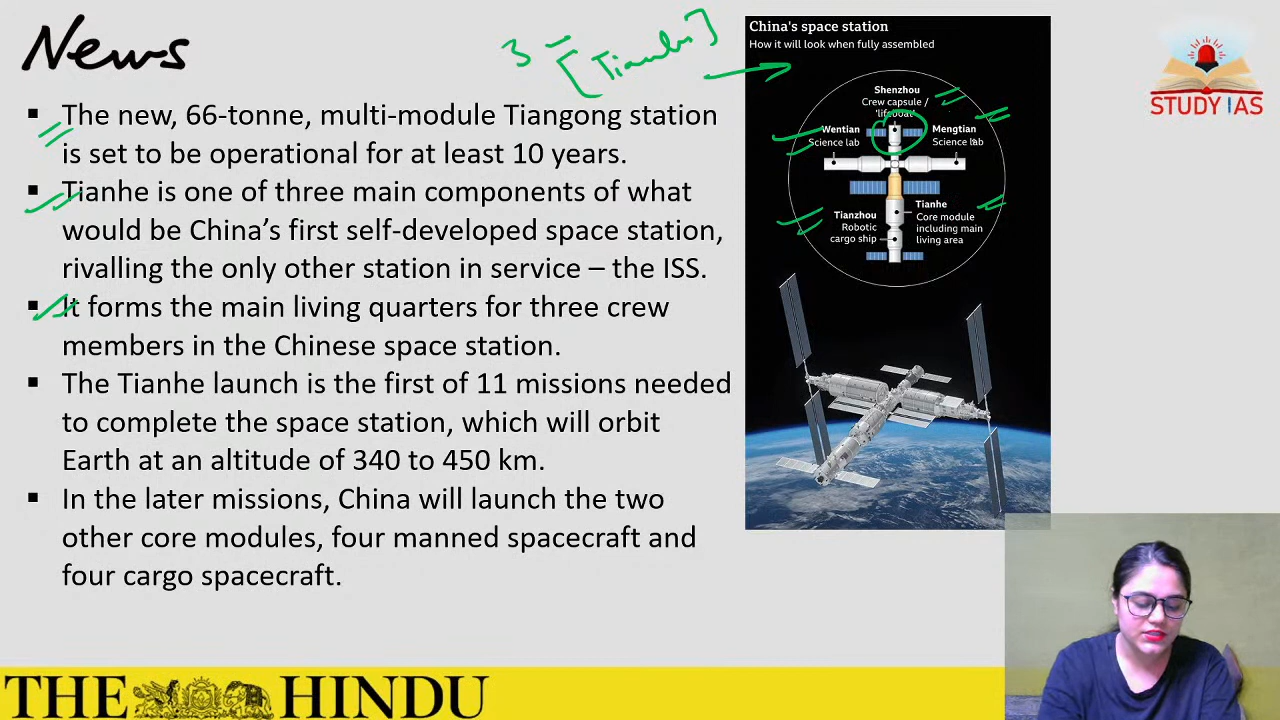 News
3 [Tianhe]
▪ The new, 66-tonne, multi-module Tiangong station
is set to be operational for at least 10 years.
▪ Tianhe is one of three main components of what
would be China's first self-developed space station,
rivalling the only other station in service – the ISS.
▪ It forms the main living quarters for three crew
members in the Chinese space station.
▪ The Tianhe launch is the first of 11 missions needed
to complete the space station, which will orbit
Earth at an altitude of 340 to 450 km.
▪ In the later missions, China will launch the two
other core modules, four manned spacecraft and
four cargo spacecraft.
China's space station
How it will look when fully assembled
Shenzhou
Crew capsule /
'lifeboat'
Wentian
Science lab
Mengtian
Science lab
Tianzhou
Robotic
cargo ship
Tianhe
Core module
including main
living area
STUDY IAS
THE HINDU